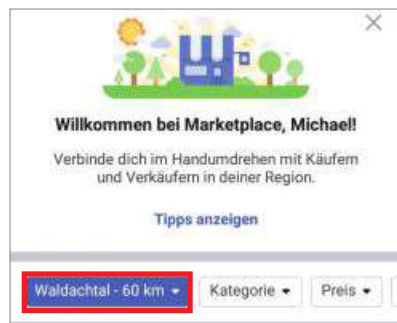 Willkommen bei Marketplace, Michael!
Verbinde dich im Handumdrehen mit Käufern
und Verkäufern in deiner Region.
Tipps anzeigen
Waldachtal - 60 km
Kategorie
Preis